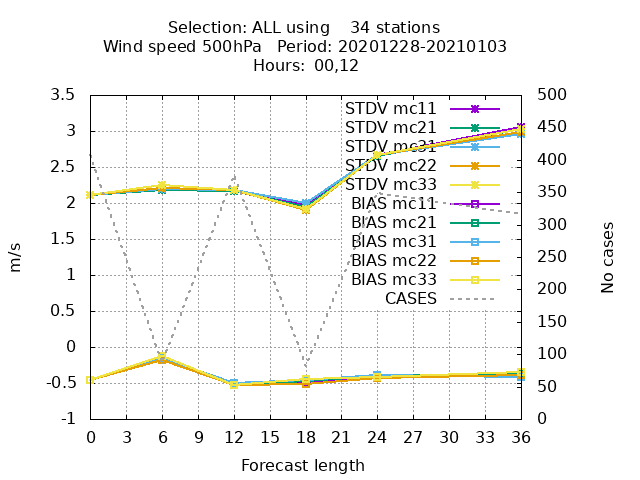 Selection: ALL using    34 stations
Wind speed 500hPa   Period: 20201228-20210103
Hours:  00,12
3.5
3
2.5
2
1.5
1
0.5
0
-0.5
-1
m/s
STDV mc11
STDV mc21
STDV mc31
STDV mc22
STDV mc33
BIAS mc11
BIAS mc21
BIAS mc31
BIAS mc22
BIAS mc33
CASES
500
450
400
350
300
250
200
150
100
50
0
No cases
0 3 6 9 12 15 18 21 24 27 30 33 36
Forecast length